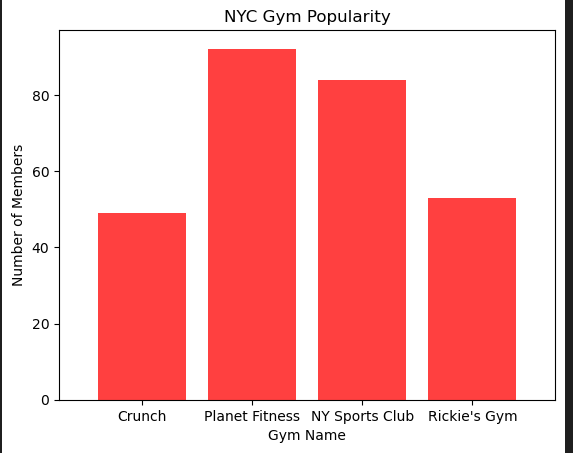 NYC Gym Popularity
Number of Members
80
60
40
20
0
Crunch Planet Fitness NY Sports Club Rickie's Gym
Gym Name